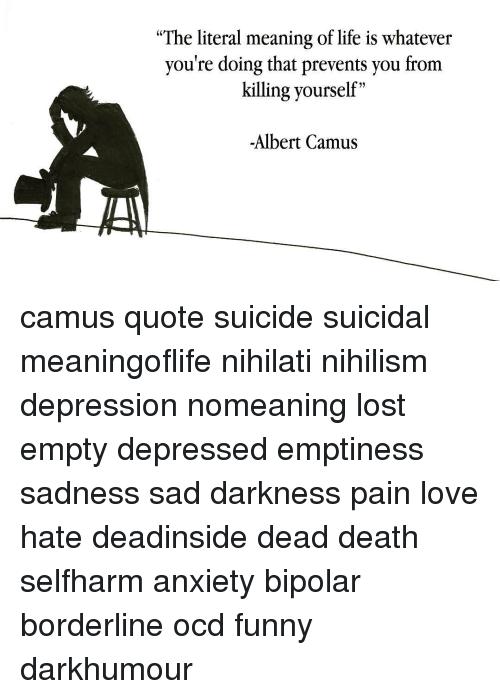 “The literal meaning of life is whatever
you're doing that prevents you from
killing yourself”
-Albert Camus
camus quote suicide suicidal
meaningoflife nihilati nihilism
depression nomeaning lost
empty depressed emptiness
sadness sad darkness pain love
hate deadinside dead death
selfharm anxiety bipolar
borderline ocd funny
darkhumour